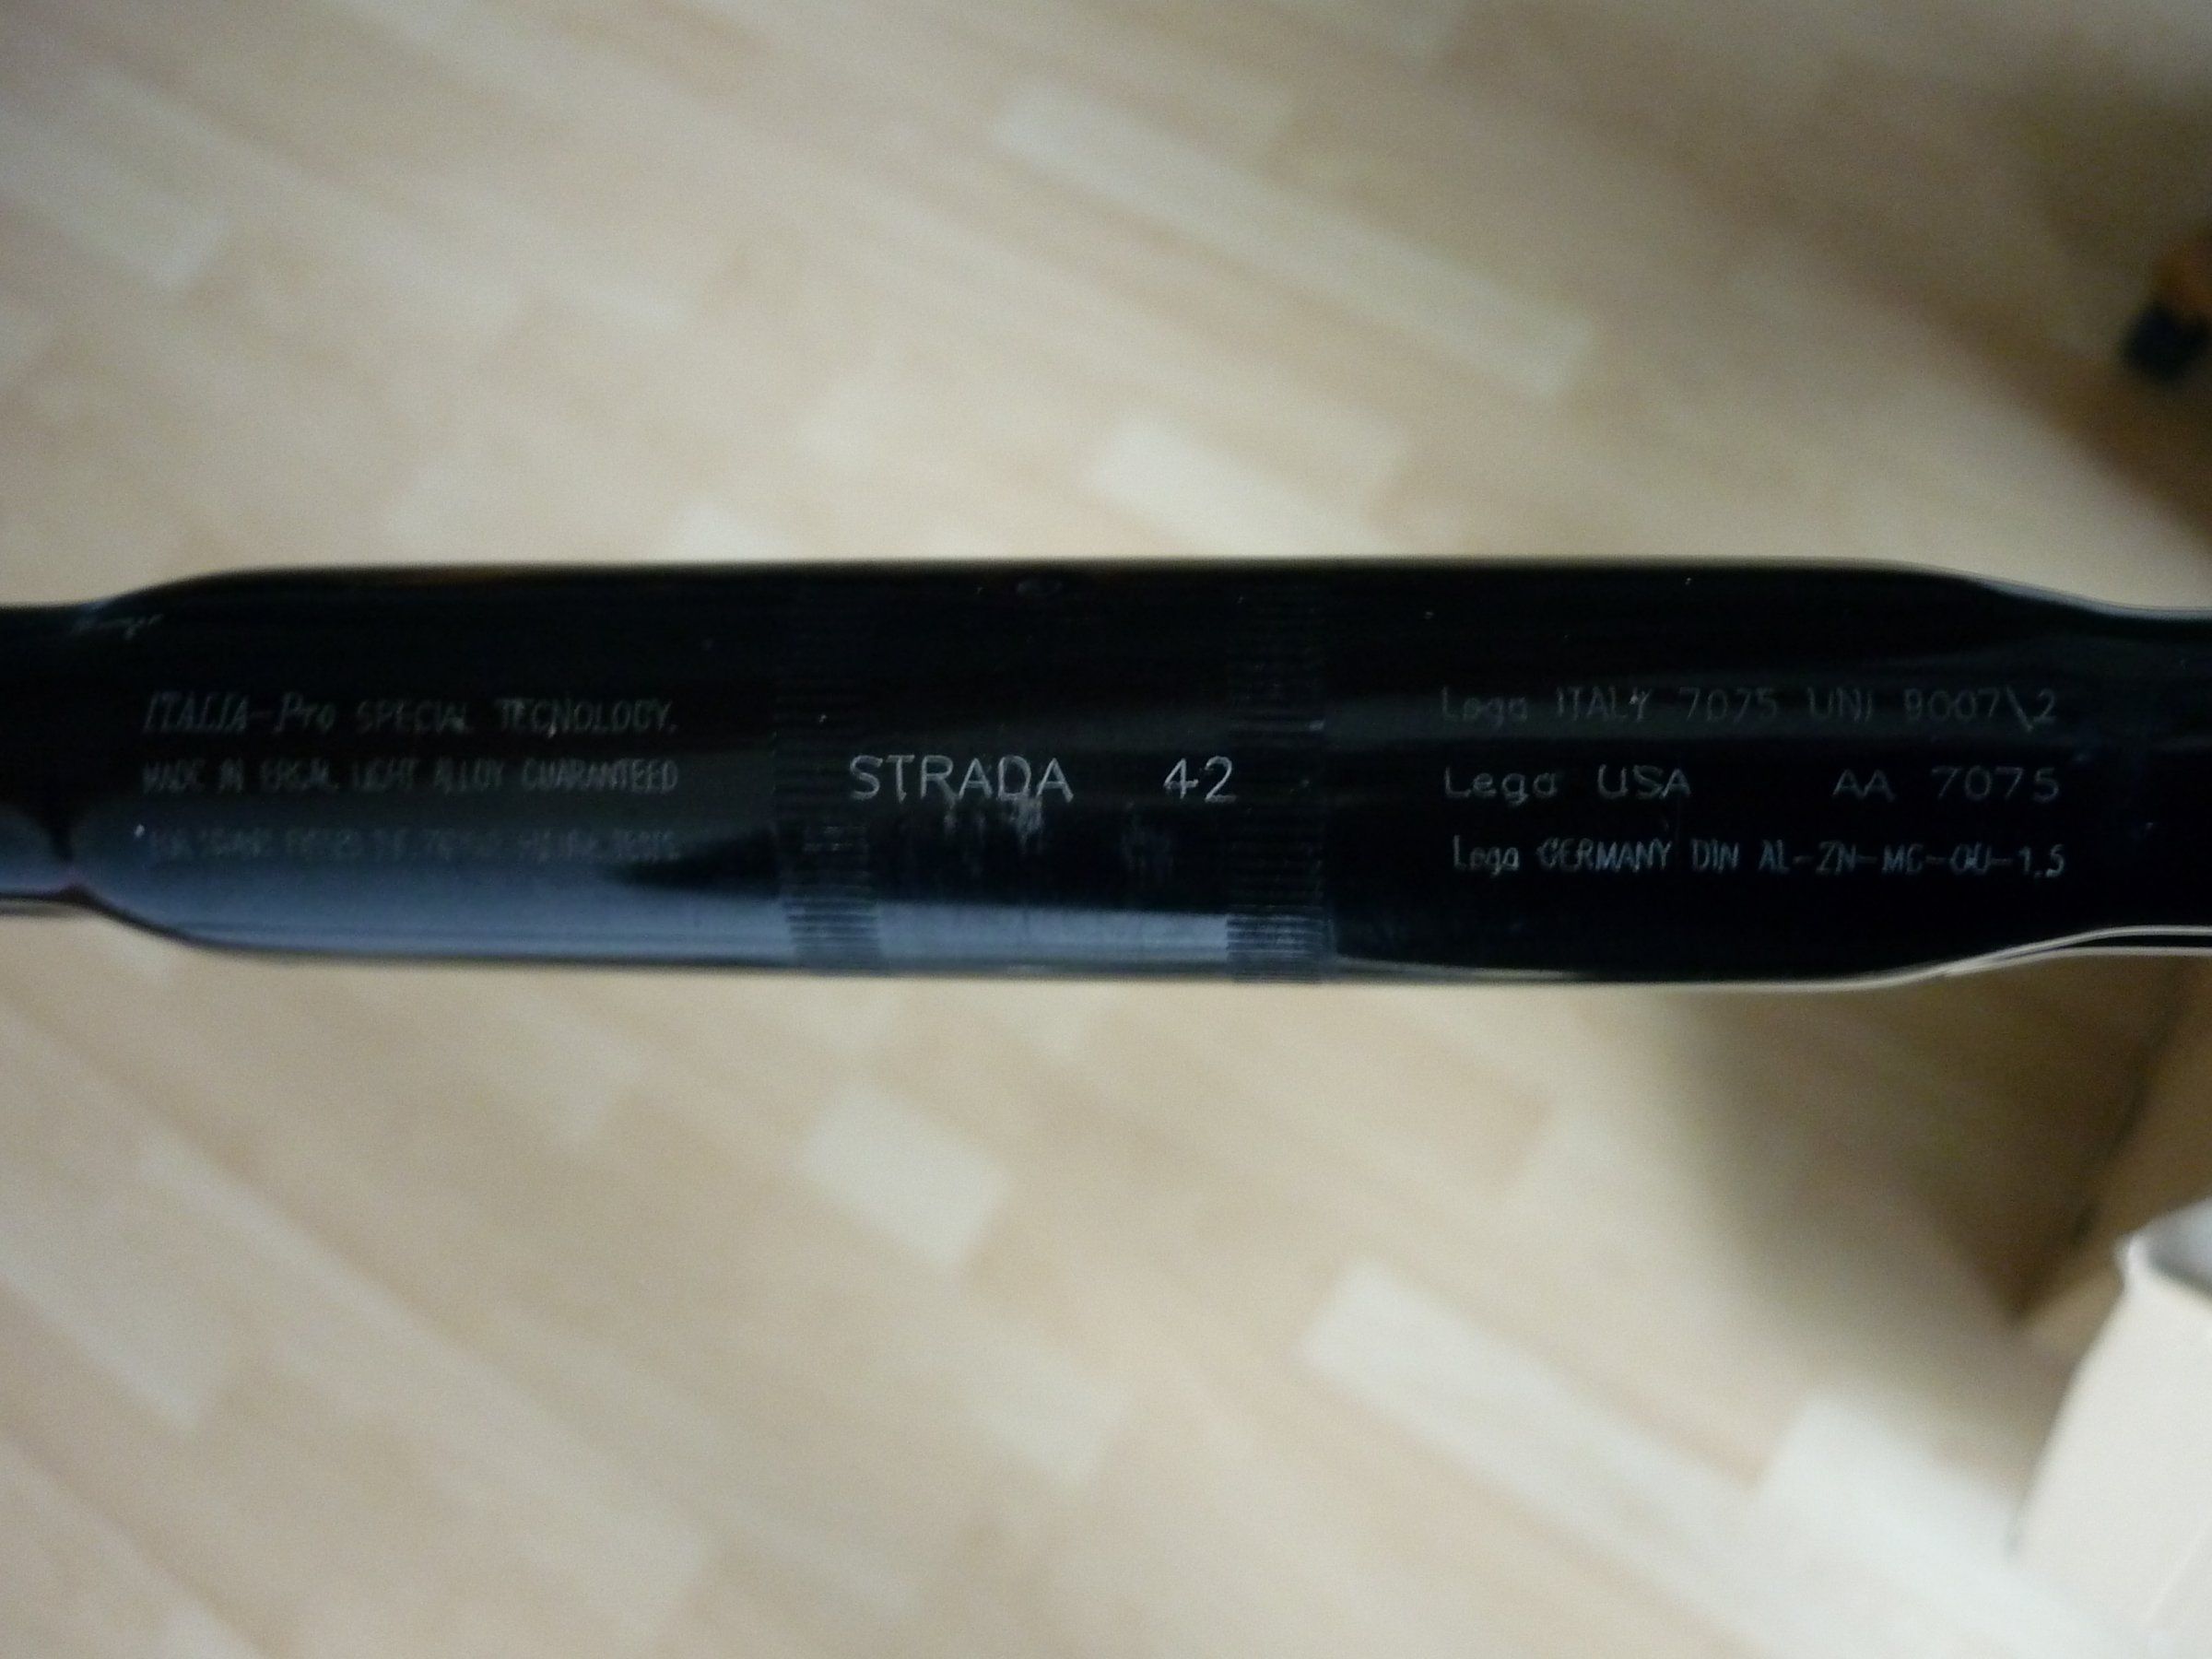 ITALIA-Pro SPECIAL TECNOLOGY.
MADE IN ERGAL LIGHT ALLOY GUARANTEED
STRADA 42
Lega ITALY 7075 UNI 9007\2
Lega USA AA 7075
Lega GERMANY DIN AL-ZN-MG-CU-1.5